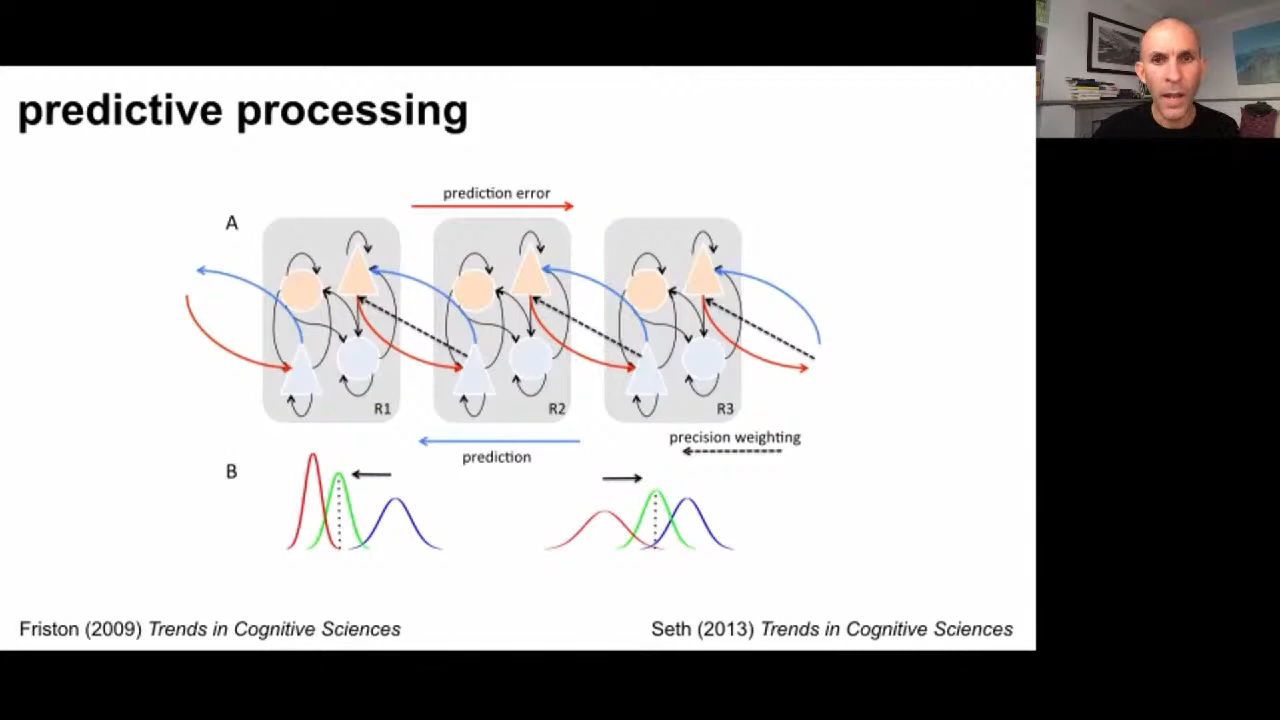 predictive processing
prediction error
A
R1
R2
R3
precision weighting
prediction
B
Friston (2009) Trends in Cognitive Sciences
Seth (2013) Trends in Cognitive Sciences